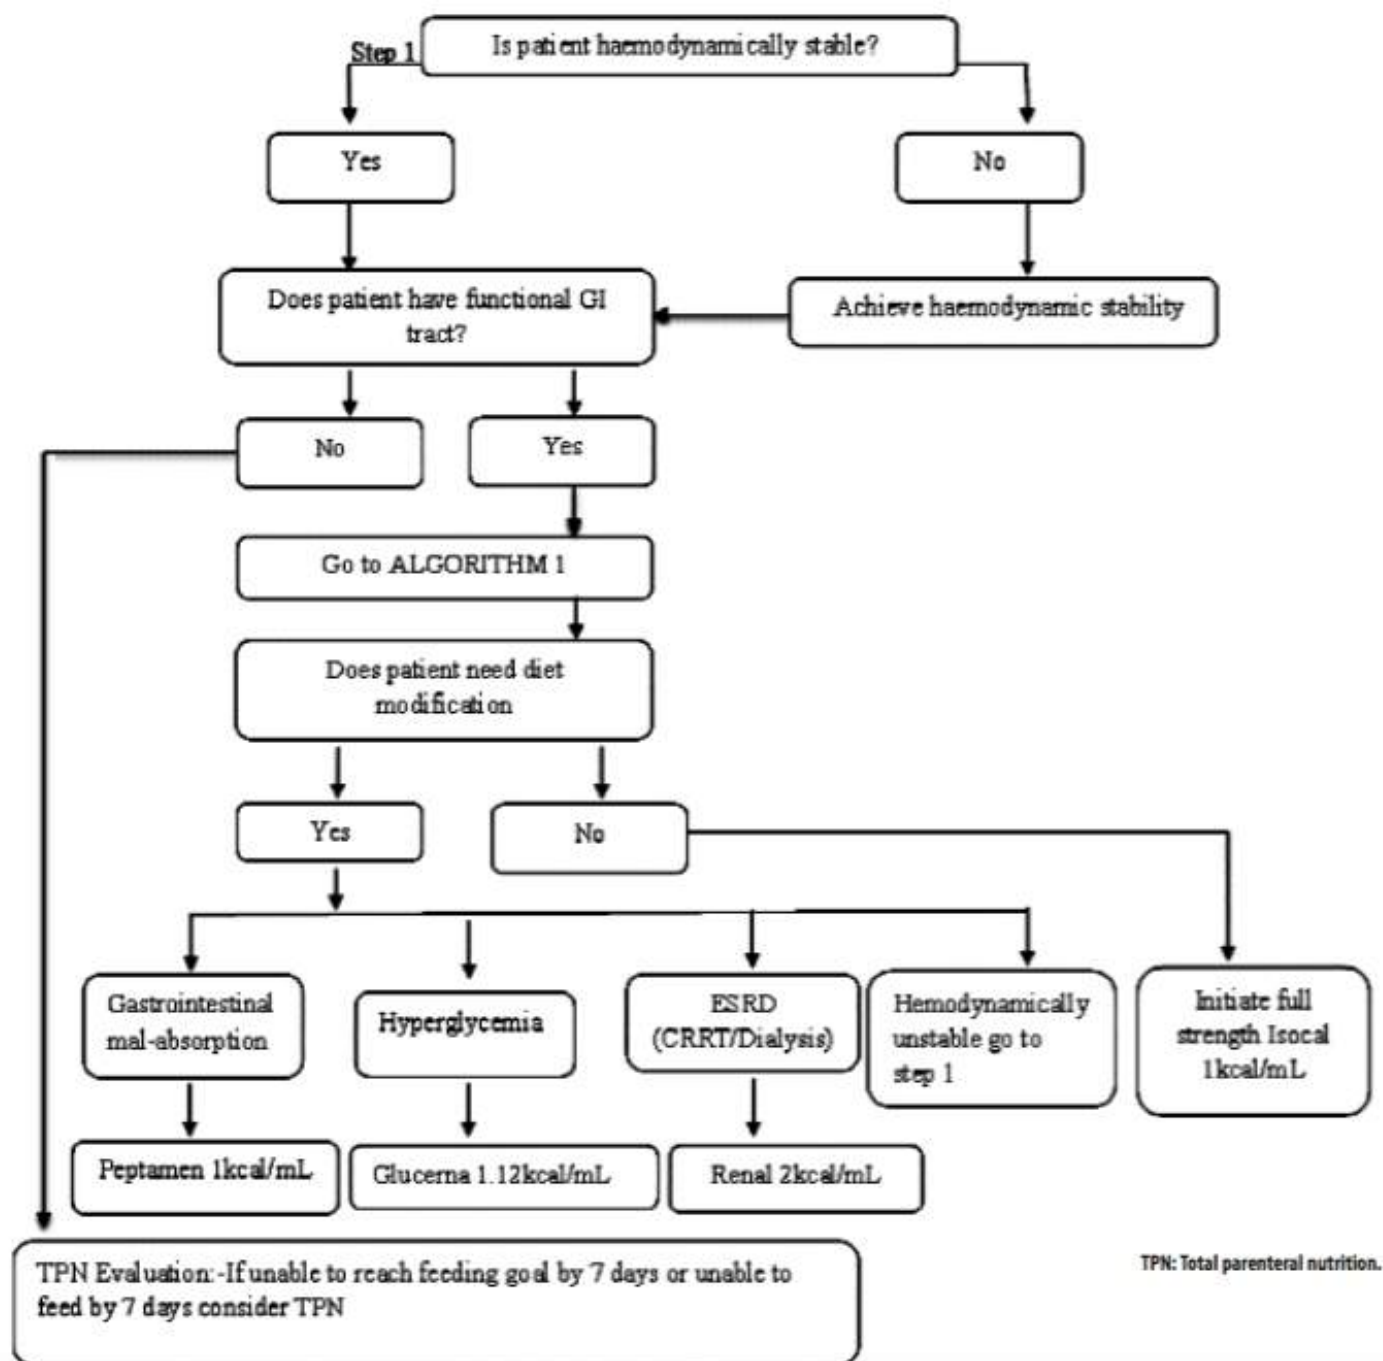 Step 1
Is patient haemodynamically stable?
Yes
No
Does patient have functional GI
tract?
Achieve haemodynamic stability
No
Yes
Go to ALGORITHM 1
Does patient need diet
modification
Yes
No
Gastrointestinal
mal-absorption
Hyperglycemia
ESRD
(CRRT/Dialysis)
Hemodynamically
unstable go to
step 1
Initiate full
strength Isocal
1kcal/mL
Peptamen 1kcal/mL
Glucerna 1.12kcal/mL
Renal 2kcal/mL
TPN Evaluation:-If unable to reach feeding goal by 7 days or unable to
feed by 7 days consider TPN
TPN: Total parenteral nutrition.